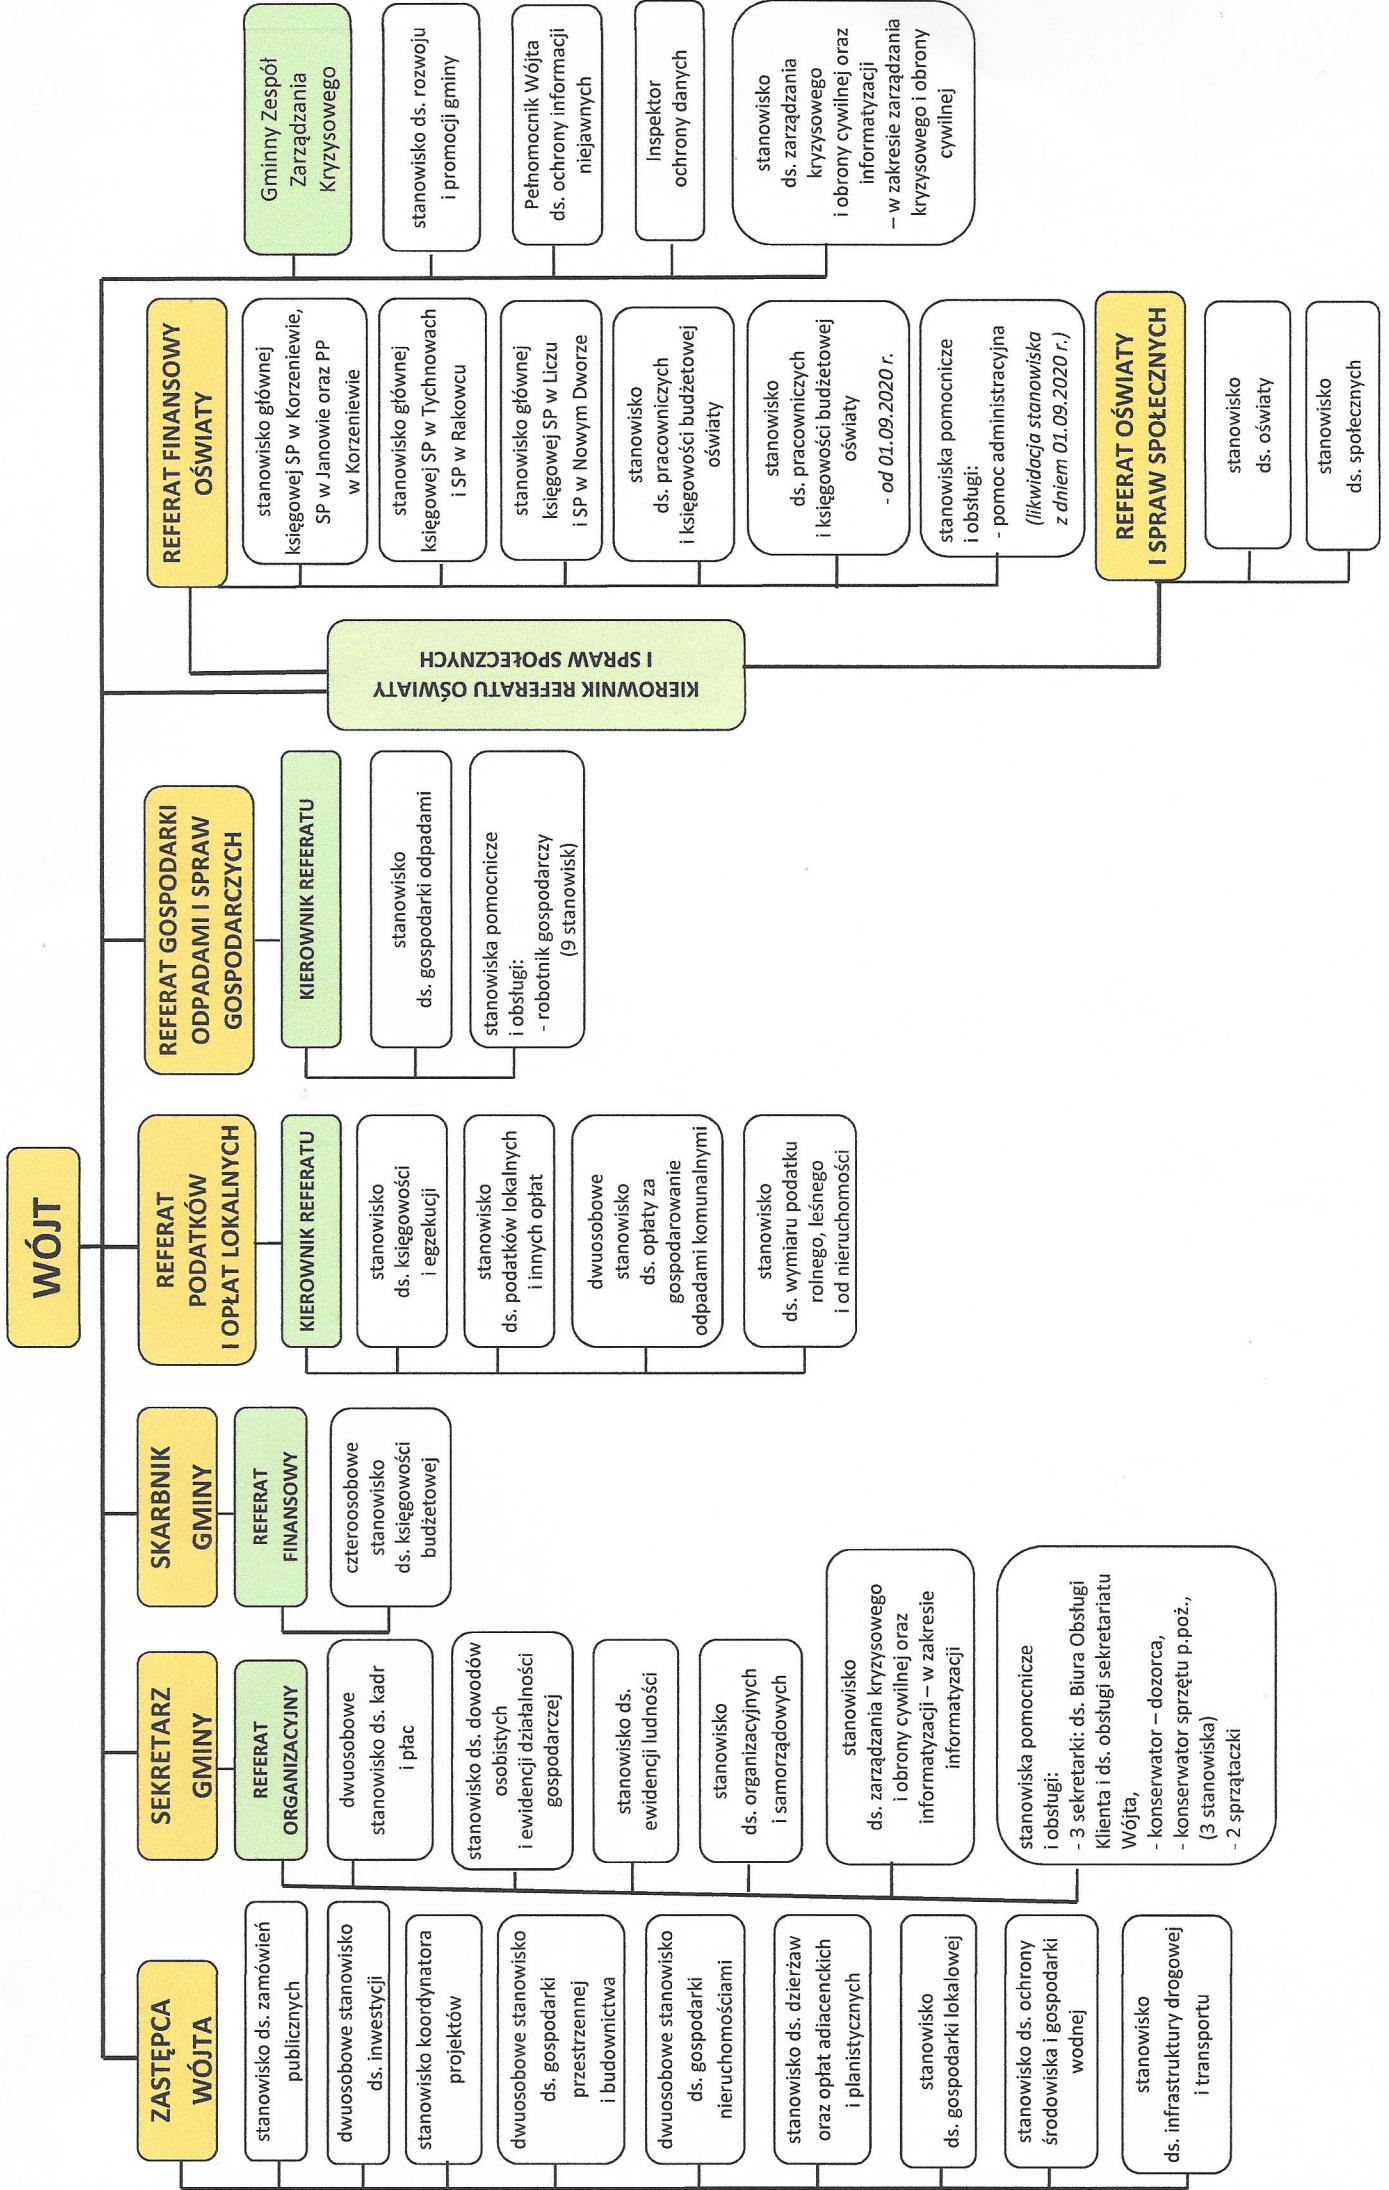 WÓJT
ZASTĘPCA
WÓJTA
stanowisko ds. zamówień
publicznych
dwuosobowe stanowisko
ds. inwestycji
stanowisko koordynatora
projektów
dwuosobowe stanowisko
ds. gospodarki
przestrzennej
i budownictwa
dwuosobowe stanowisko
ds. gospodarki
nieruchomościami
stanowisko ds. dzierżaw
oraz opłat adiacenckich
i planistycznych
stanowisko
ds. gospodarki lokalowej
stanowisko ds. ochrony
środowiska i gospodarki
wodnej
stanowisko
ds. infrastruktury drogowej
i transportu
SEKRETARZ
GMINY
REFERAT
ORGANIZACYJNY
dwuosobowe
stanowisko ds. kadr
i płac
stanowisko ds. dowodów
osobistych
i ewidencji działalności
gospodarczej
stanowisko ds.
ewidencji ludności
stanowisko
ds. organizacyjnych
i samorządowych
stanowisko
ds. zarządzania kryzysowego
i obrony cywilnej oraz
informatyzacji – w zakresie
informatyzacji
stanowiska pomocnicze
i obsługi:
- 3 sekretarki: ds. Biura Obsługi
Klienta i ds. obsługi sekretariatu
Wójta,
- konserwator – dozorca,
- konserwator sprzętu p.poż.,
(3 stanowiska)
- 2 sprzątaczki
SKARBNIK
GMINY
REFERAT
FINANSOWY
czteroosobowe
stanowisko
ds. księgowości
budżetowej
REFERAT
PODATKÓW
I OPŁAT LOKALNYCH
KIEROWNIK REFERATU
stanowisko
ds. księgowości
i egzekucji
stanowisko
ds. podatków lokalnych
i innych opłat
dwuosobowe
stanowisko
ds. opłaty za
gospodarowanie
odpadami komunalnymi
stanowisko
ds. wymiaru podatku
rolnego, leśnego
i od nieruchomości
REFERAT GOSPODARKI
ODPADAMI I SPRAW
GOSPODARCZYCH
KIEROWNIK REFERATU
stanowisko
ds. gospodarki odpadami
stanowiska pomocnicze
i obsługi:
- robotnik gospodarczy
(9 stanowisk)
KIEROWNIK REFERATU OŚWIATY
I SPRAW SPOŁECZNYCH
REFERAT FINANSOWY
OŚWIATY
stanowisko głównej
księgowej SP w Korzeniewie,
SP w Janowie oraz PP
w Korzeniewie
stanowisko głównej
księgowej SP w Tychnowach
i SP w Rakowcu
stanowisko głównej
księgowej SP w Liczu
i SP w Nowym Dworze
stanowisko
ds. pracowniczych
i księgowości budżetowej
oświaty
stanowisko
ds. pracowniczych
i księgowości budżetowej
oświaty
- od 01.09.2020 r.
stanowiska pomocnicze
i obsługi:
- pomoc administracyjna
(likwidacja stanowiska
z dniem 01.09.2020 r.)
REFERAT OŚWIATY
I SPRAW SPOŁECZNYCH
stanowisko
ds. oświaty
stanowisko
ds. społecznych
Gminny Zespół
Zarządzania
Kryzysowego
stanowisko ds. rozwoju
i promocji gminy
Pełnomocnik Wójta
ds. ochrony informacji
niejawnych
Inspektor
ochrony danych
stanowisko
ds. zarządzania
kryzysowego
i obrony cywilnej oraz
informatyzacji
– w zakresie zarządzania
kryzysowego i obrony
cywilnej